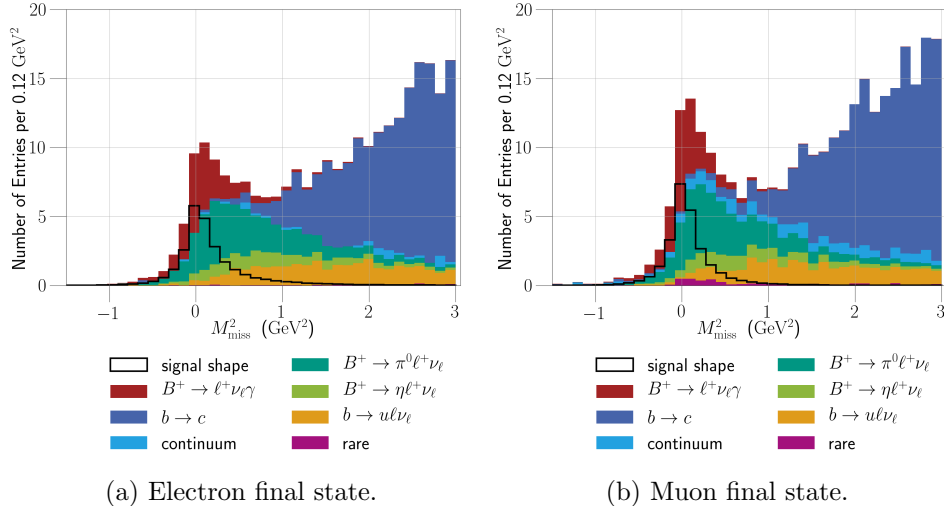 Number of Entries per 0.12 GeV²
20
15
10
5
0
−1
0
1
2
3
M²miss (GeV²)
signal shape
B⁺ → ℓ⁺νℓγ
b → c
continuum
B⁺ → π⁰ℓ⁺νℓ
B⁺ → ηℓ⁺νℓ
b → uℓνℓ
rare
(a) Electron final state.
Number of Entries per 0.12 GeV²
20
15
10
5
0
−1
0
1
2
3
M²miss (GeV²)
signal shape
B⁺ → ℓ⁺νℓγ
b → c
continuum
B⁺ → π⁰ℓ⁺νℓ
B⁺ → ηℓ⁺νℓ
b → uℓνℓ
rare
(b) Muon final state.